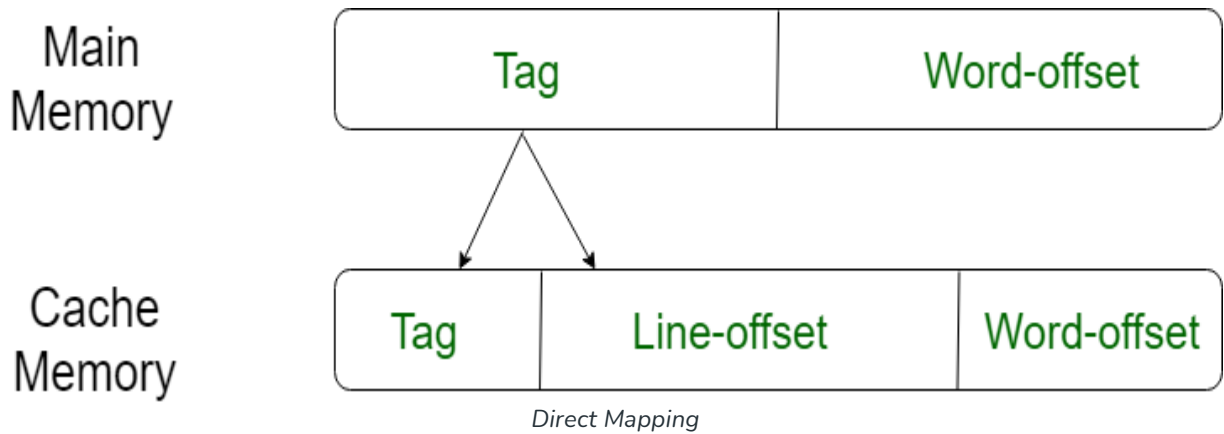 Main
Memory
Tag
Word-offset
Cache
Memory
Tag
Line-offset
Word-offset
Direct Mapping